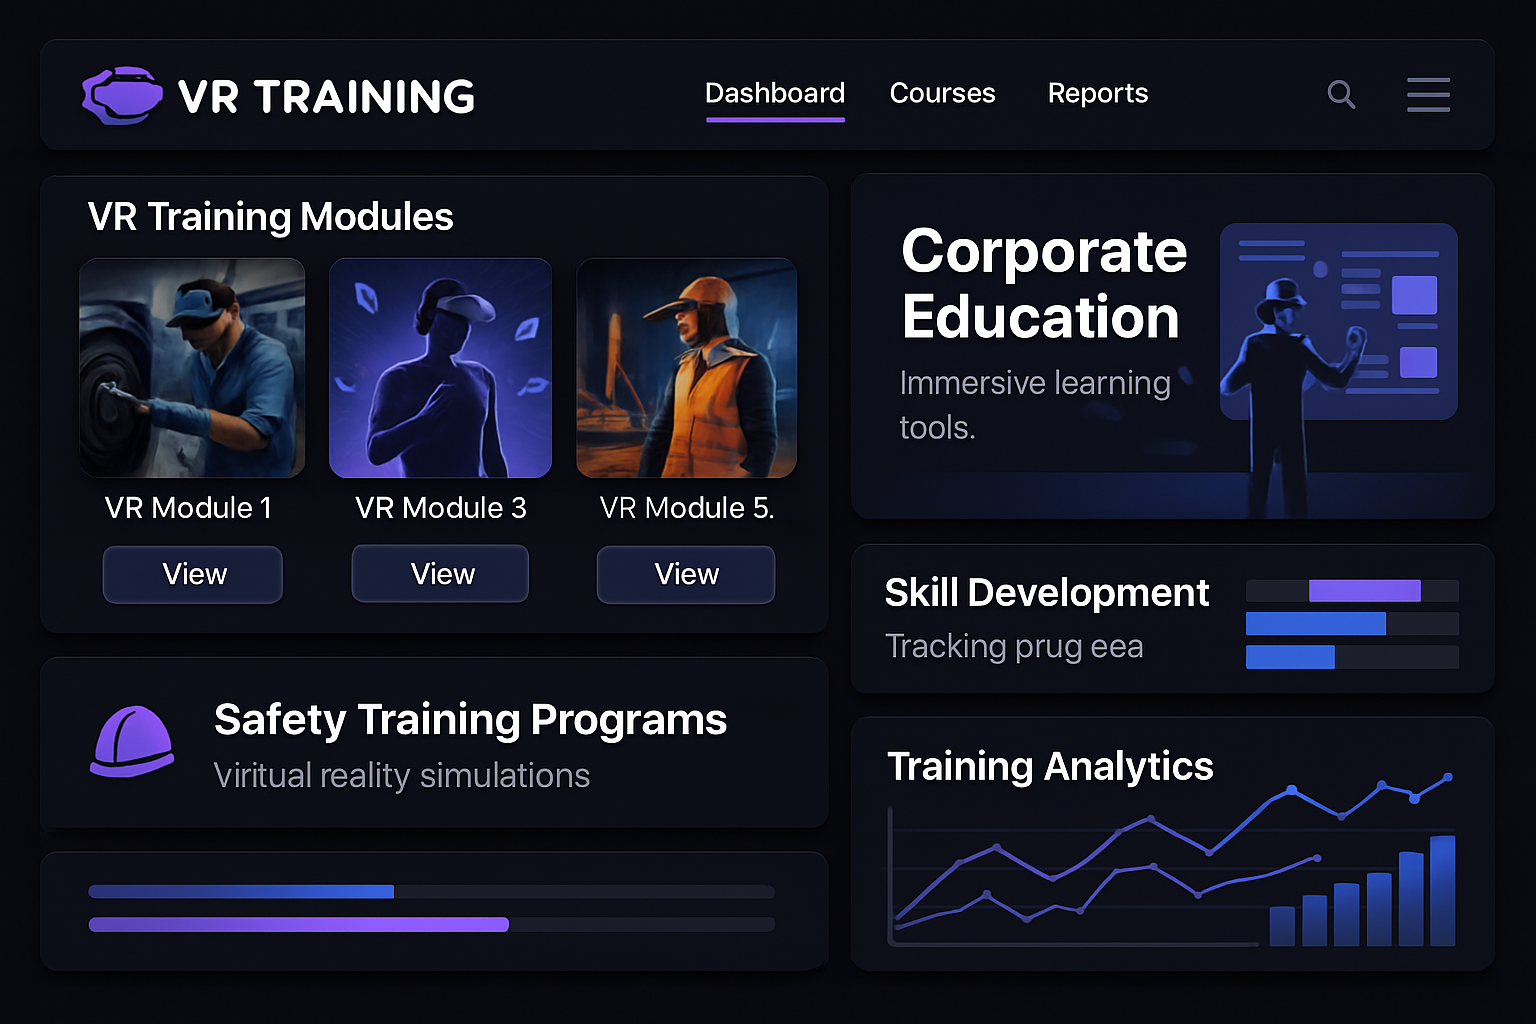 VR TRAINING
Dashboard Courses Reports
VR Training Modules
VR Module 1
VR Module 3
VR Module 5.
View
View
View
Safety Training Programs
Viritual reality simulations
Corporate
Education
Immersive learning
tools.
Skill Development
Tracking prug eea
Training Analytics